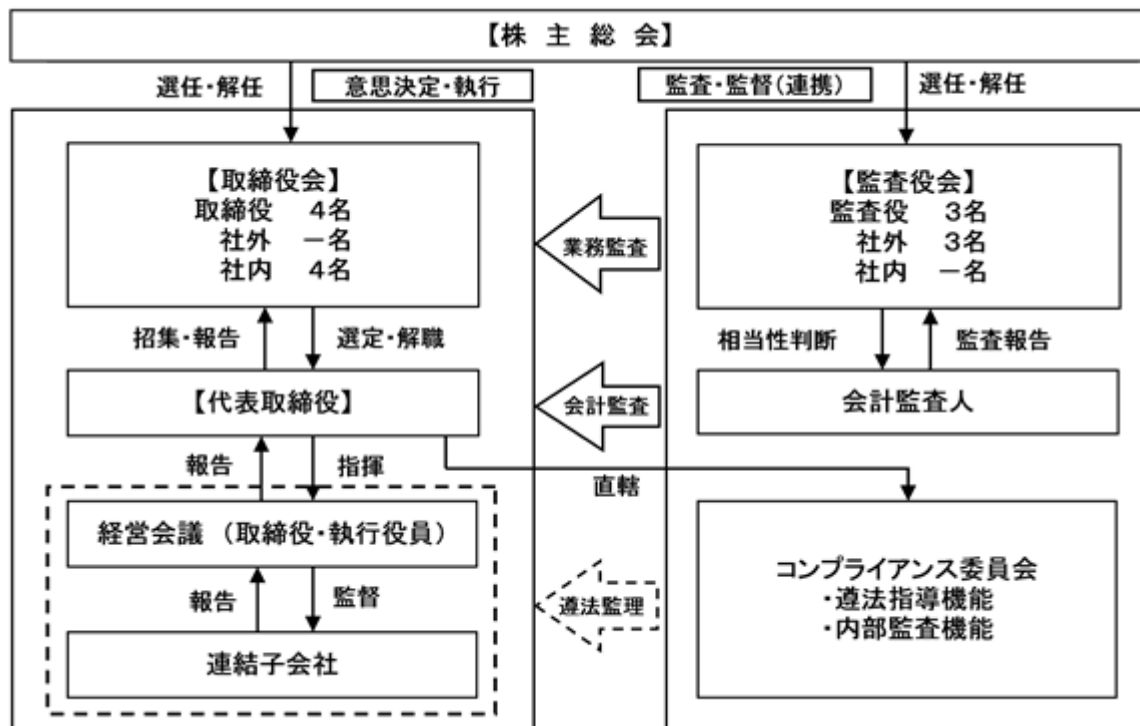 【株 主 総 会】
選任・解任
意思決定・執行
監査・監督(連携)
選任・解任
【取締役会】
取締役 4名
社外 －名
社内 4名
業務監査
【監査役会】
監査役 3名
社外 3名
社内 －名
招集・報告
選定・解職
相当性判断
監査報告
【代表取締役】
会計監査
会計監査人
報告
指揮
直轄
経営会議 (取締役・執行役員)
報告
監督
遵法監理
コンプライアンス委員会
・遵法指導機能
・内部監査機能
連結子会社